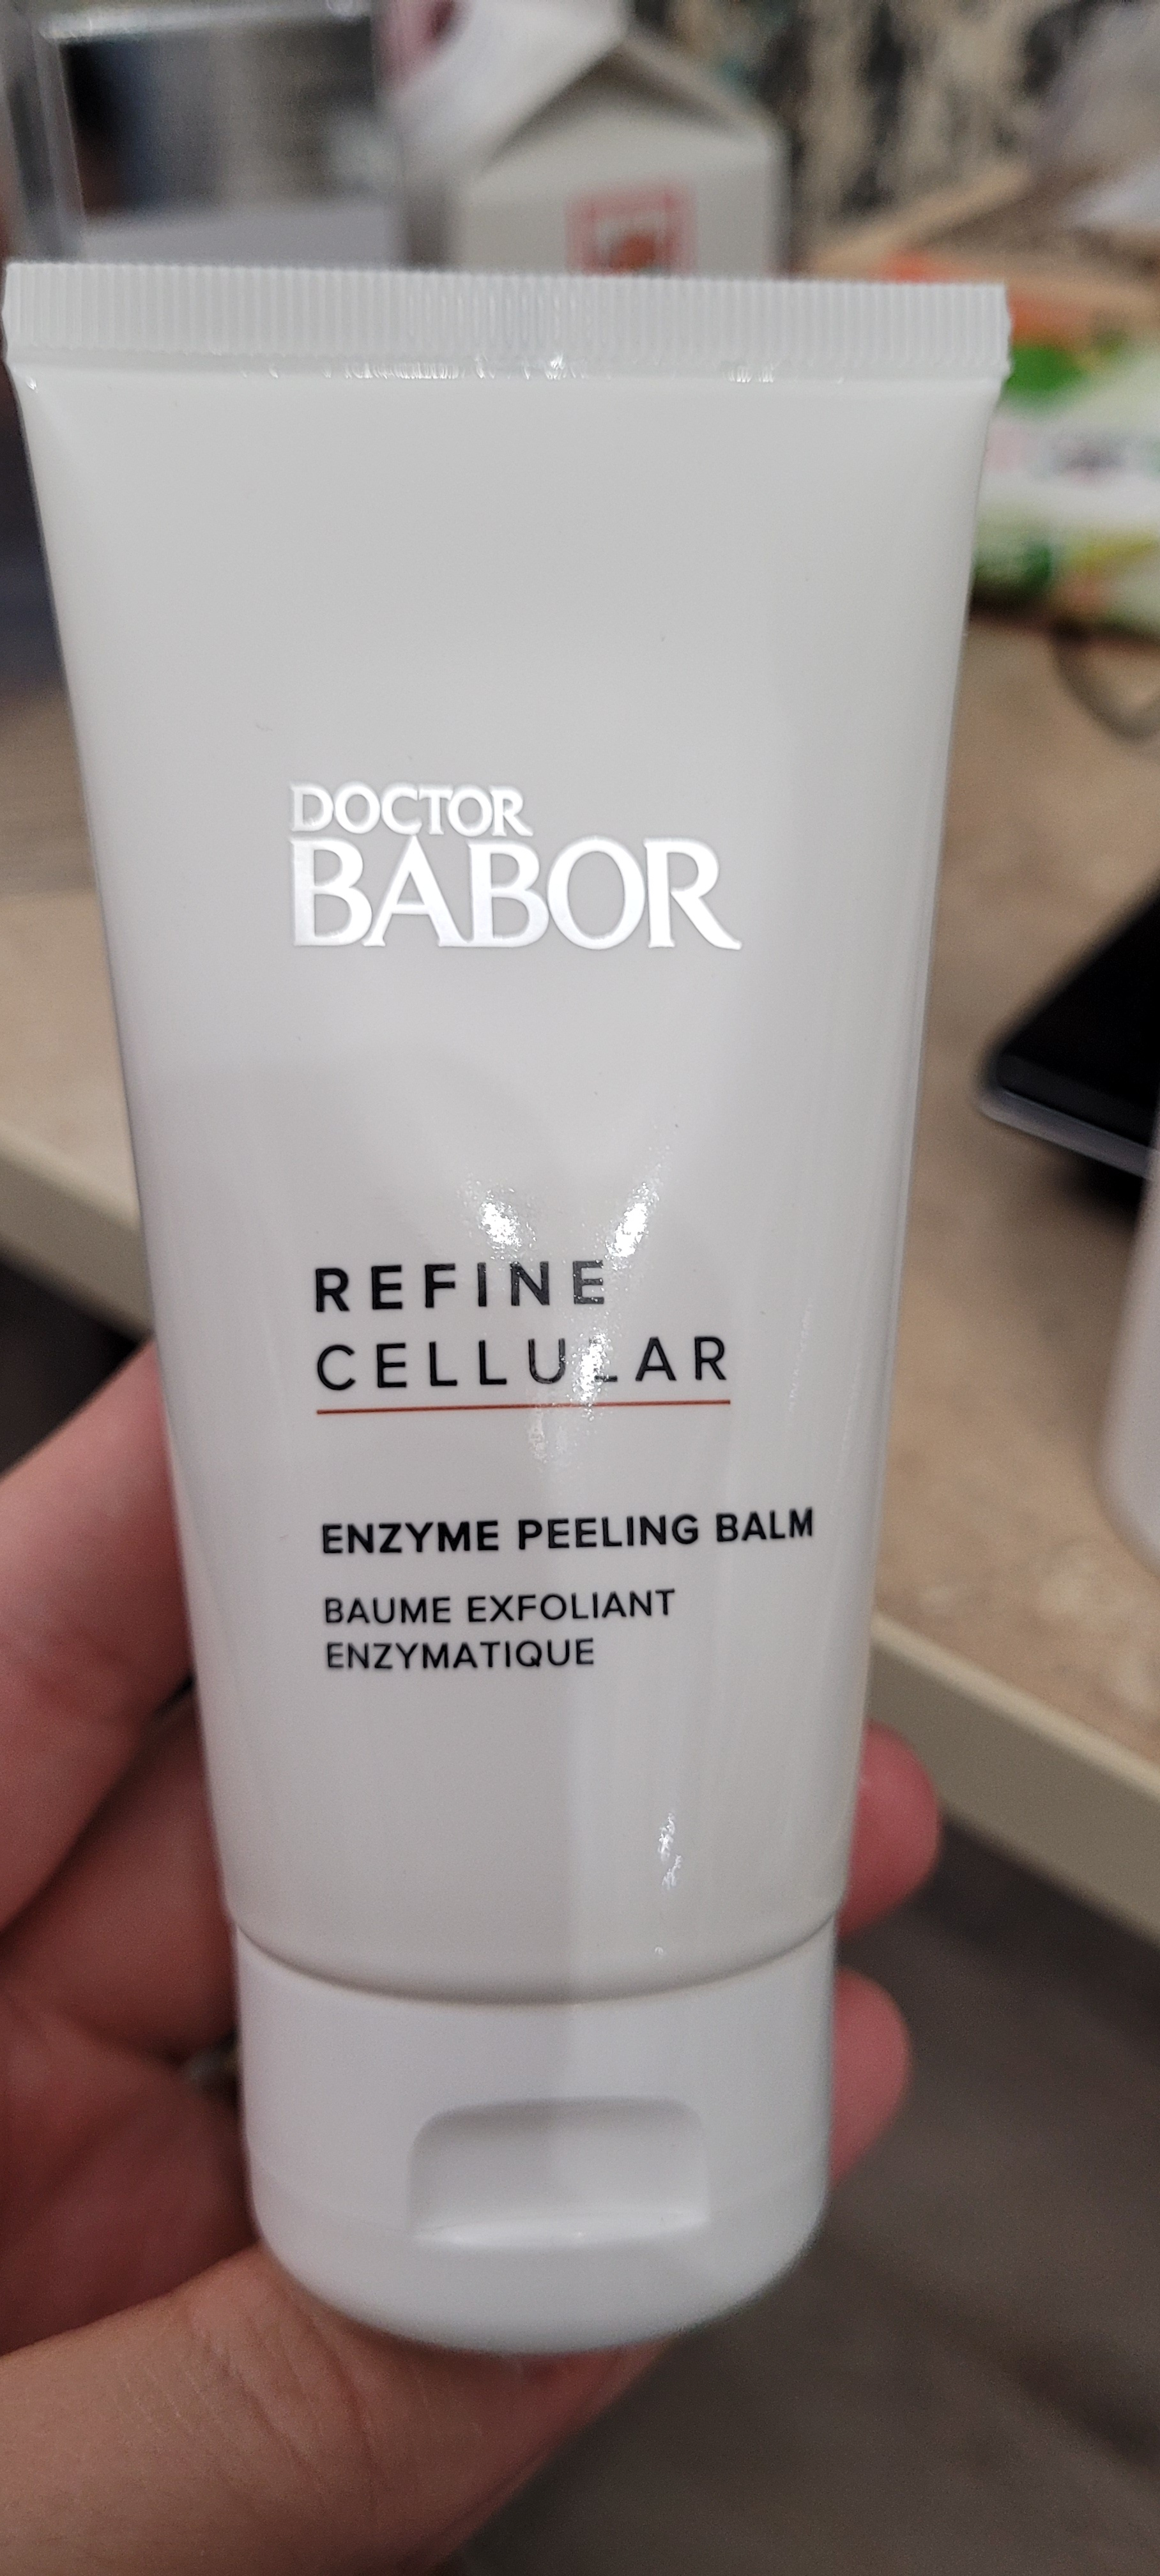 DOCTOR
BABOR
REFINE
CELLULAR
ENZYME PEELING BALM
BAUME EXFOLIANT
ENZYMATIQUE